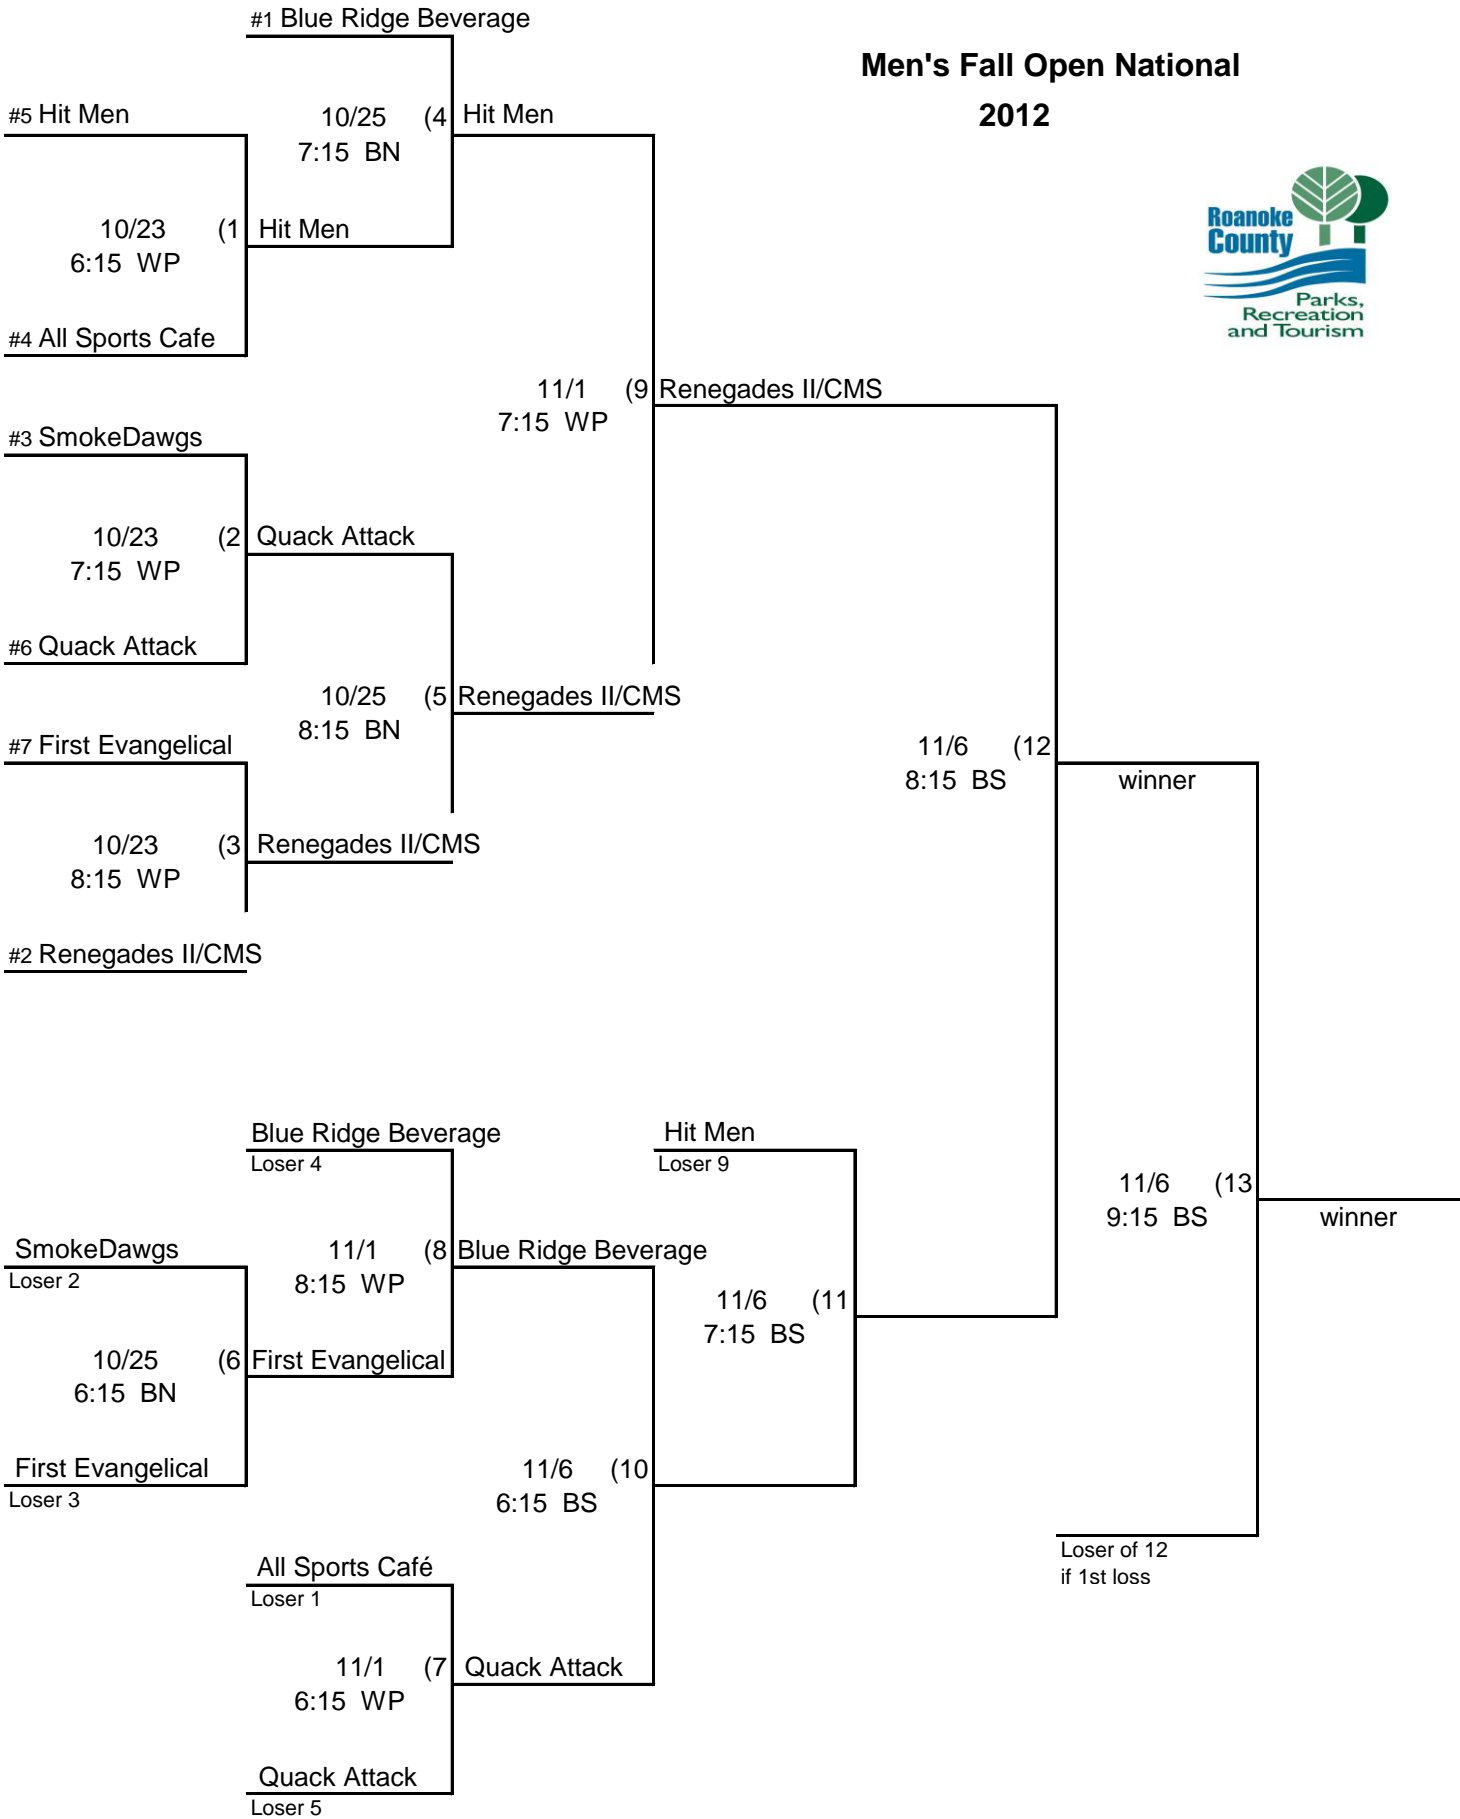 #1 Blue Ridge Beverage
Men's Fall Open National
2012
#5 Hit Men
10/25 (4 Hit Men
7:15 BN
Roanoke
County
Parks,
Recreation
and Tourism
10/23 (1 Hit Men
6:15 WP
#4 All Sports Cafe
11/1 (9 Renegades II/CMS
7:15 WP
#3 SmokeDawgs
10/23 (2 Quack Attack
7:15 WP
#6 Quack Attack
10/25 (5 Renegades II/CMS
8:15 BN
#7 First Evangelical
11/6 (12
8:15 BS
winner
10/23 (3 Renegades II/CMS
8:15 WP
#2 Renegades II/CMS
Blue Ridge Beverage
Loser 4
Hit Men
Loser 9
11/6 (13
9:15 BS
winner
SmokeDawgs
Loser 2
11/1 (8 Blue Ridge Beverage
8:15 WP
11/6 (11
7:15 BS
10/25 (6 First Evangelical
6:15 BN
First Evangelical
Loser 3
11/6 (10
6:15 BS
Loser of 12
if 1st loss
All Sports Café
Loser 1
11/1 (7 Quack Attack
6:15 WP
Quack Attack
Loser 5